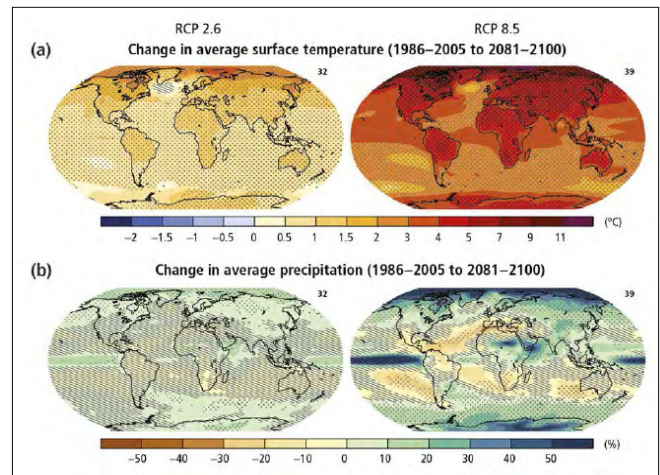 RCP 2.6 RCP 8.5
(a) Change in average surface temperature (1986–2005 to 2081–2100)
32 39
−2 −1.5 −1 −0.5 0 0.5 1 1.5 2 3 4 5 7 9 11 (°C)
(b) Change in average precipitation (1986–2005 to 2081–2100)
32 39
−50 −40 −30 −20 −10 0 10 20 30 40 50 (%)